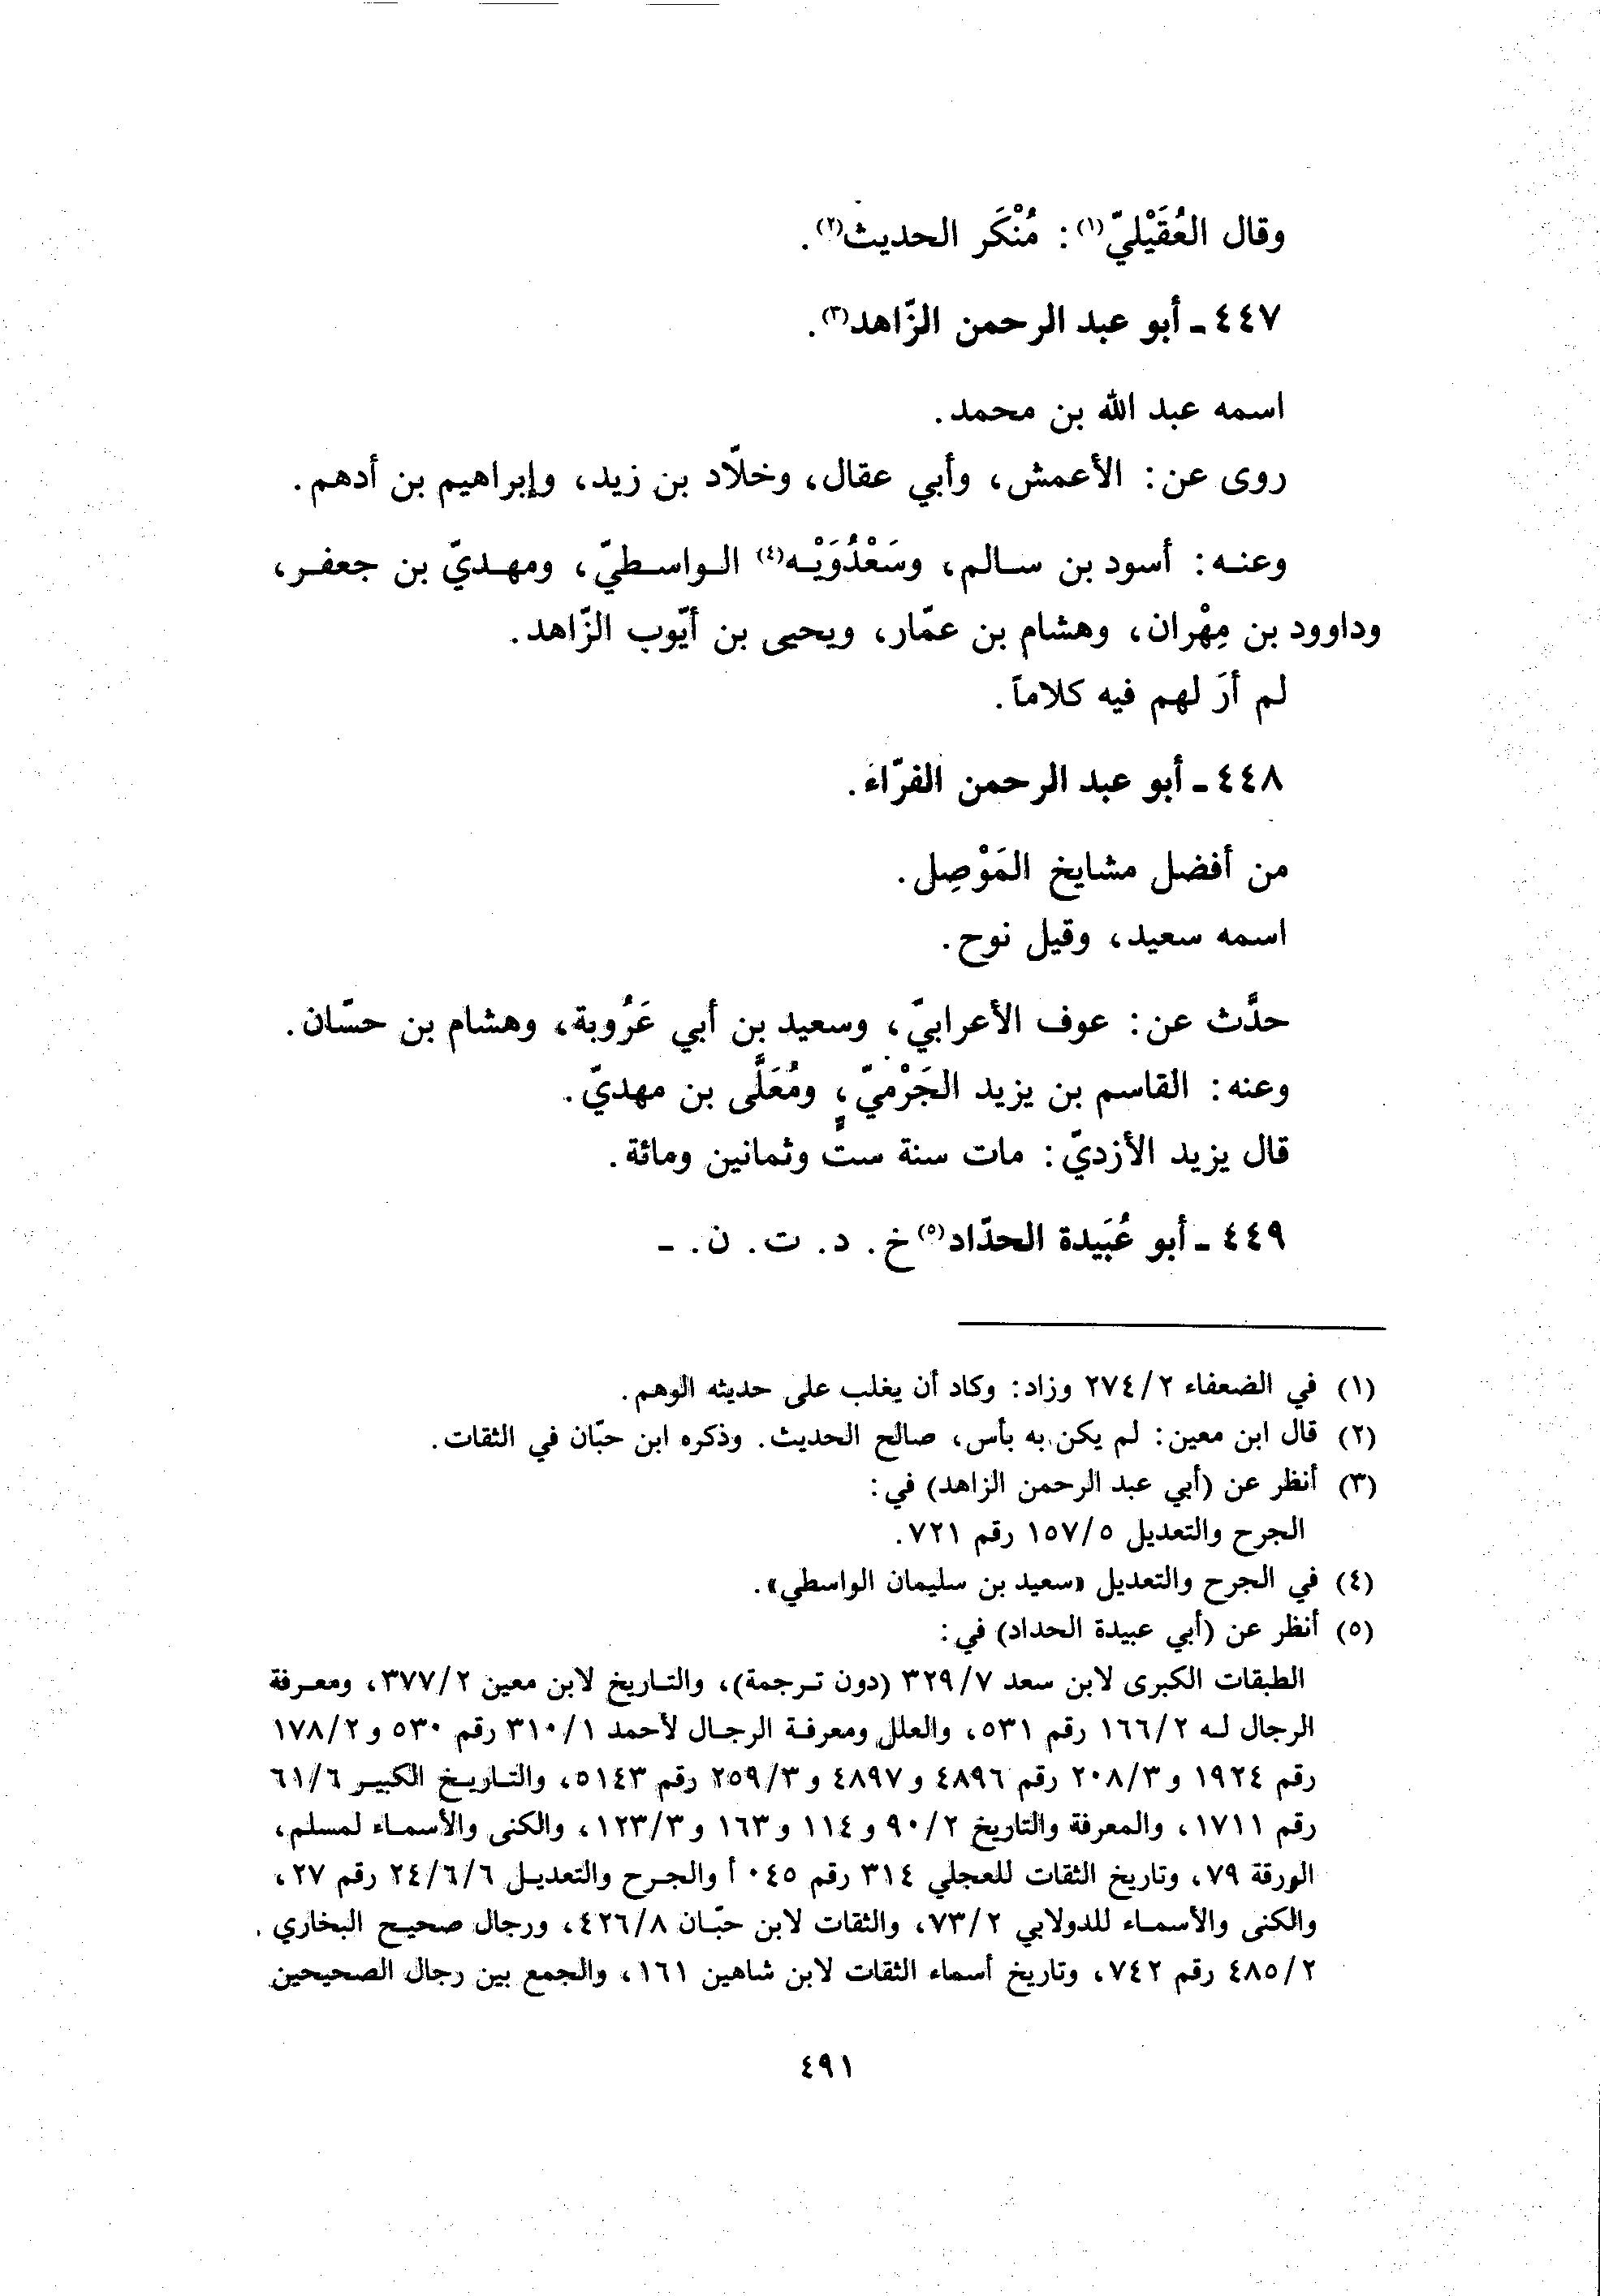 وقال العُقَيْليّ(١): مُنْكَر الحديث(٢).
٤٤٧ ـ أبو عبد الرحمن الزّاهد(٣).
اسمه عبد الله بن محمد.
روى عن: الأعمش، وأبي عقال، وخلّاد بن زيد، وإبراهيم بن أدهم.
وعنه: أسود بن سالم، وسَعْدُوَيْه(٤) الواسطيّ، ومهديّ بن جعفر،
وداوود بن مِهْران، وهشام بن عمّار، ويحيى بن أيّوب الزّاهد.
لم أرَ لهم فيه كلاماً.
٤٤٨ ـ أبو عبد الرحمن الفرّاء.
من أفضل مشايخ المَوْصِل.
اسمه سعيد، وقيل نوح.
حدَّث عن: عوف الأعرابيّ، وسعيد بن أبي عَرُوبة، وهشام بن حسّان.
وعنه: القاسم بن يزيد الجَرْميّ، ومُعَلَّى بن مهديّ.
قال يزيد الأزديّ: مات سنة ستٍّ وثمانين ومائة.
٤٤٩ ـ أبو عُبَيدة الحدّاد(٥) خ. د. ت. ن. ـ
(١) في الضعفاء ٢٧٤/٢ وزاد: وكاد أن يغلب على حديثه الوهم.
(٢) قال ابن معين: لم يكن به بأس، صالح الحديث. وذكره ابن حبّان في الثقات.
(٣) أنظر عن (أبي عبد الرحمن الزاهد) في:
الجرح والتعديل ١٥٧/٥ رقم ٧٢١.
(٤) في الجرح والتعديل «سعيد بن سليمان الواسطي».
(٥) أنظر عن (أبي عبيدة الحداد) في:
الطبقات الكبرى لابن سعد ٣٢٩/٧ (دون ترجمة)، والتاريخ لابن معين ٣٧٧/٢، ومعرفة
الرجال له ١٦٦/٢ رقم ٥٣١، والعلل ومعرفة الرجال لأحمد ٣١٠/١ رقم ٥٣٠ و ١٧٨/٢
رقم ١٩٢٤ و ٢٠٨/٣ رقم ٤٨٩٦ و ٤٨٩٧ و ٢٥٩/٣ رقم ٥١٤٣، والتاريخ الكبير ٦١/٦
رقم ١٧١١، والمعرفة والتاريخ ٩٠/٢ و ١١٤ و ١٦٣ و ١٢٣/٣، والكنى والأسماء لمسلم،
الورقة ٧٩، وتاريخ الثقات للعجلي ٣١٤ رقم ٠٤٥ أ والجرح والتعديل ٢٤/٦/٦ رقم ٢٧،
والكنى والأسماء للدولابي ٧٣/٢، والثقات لابن حبّان ٤٢٦/٨، ورجال صحيح البخاري
٤٨٥/٢ رقم ٧٤٢، وتاريخ أسماء الثقات لابن شاهين ١٦١، والجمع بين رجال الصحيحين
٤٩١